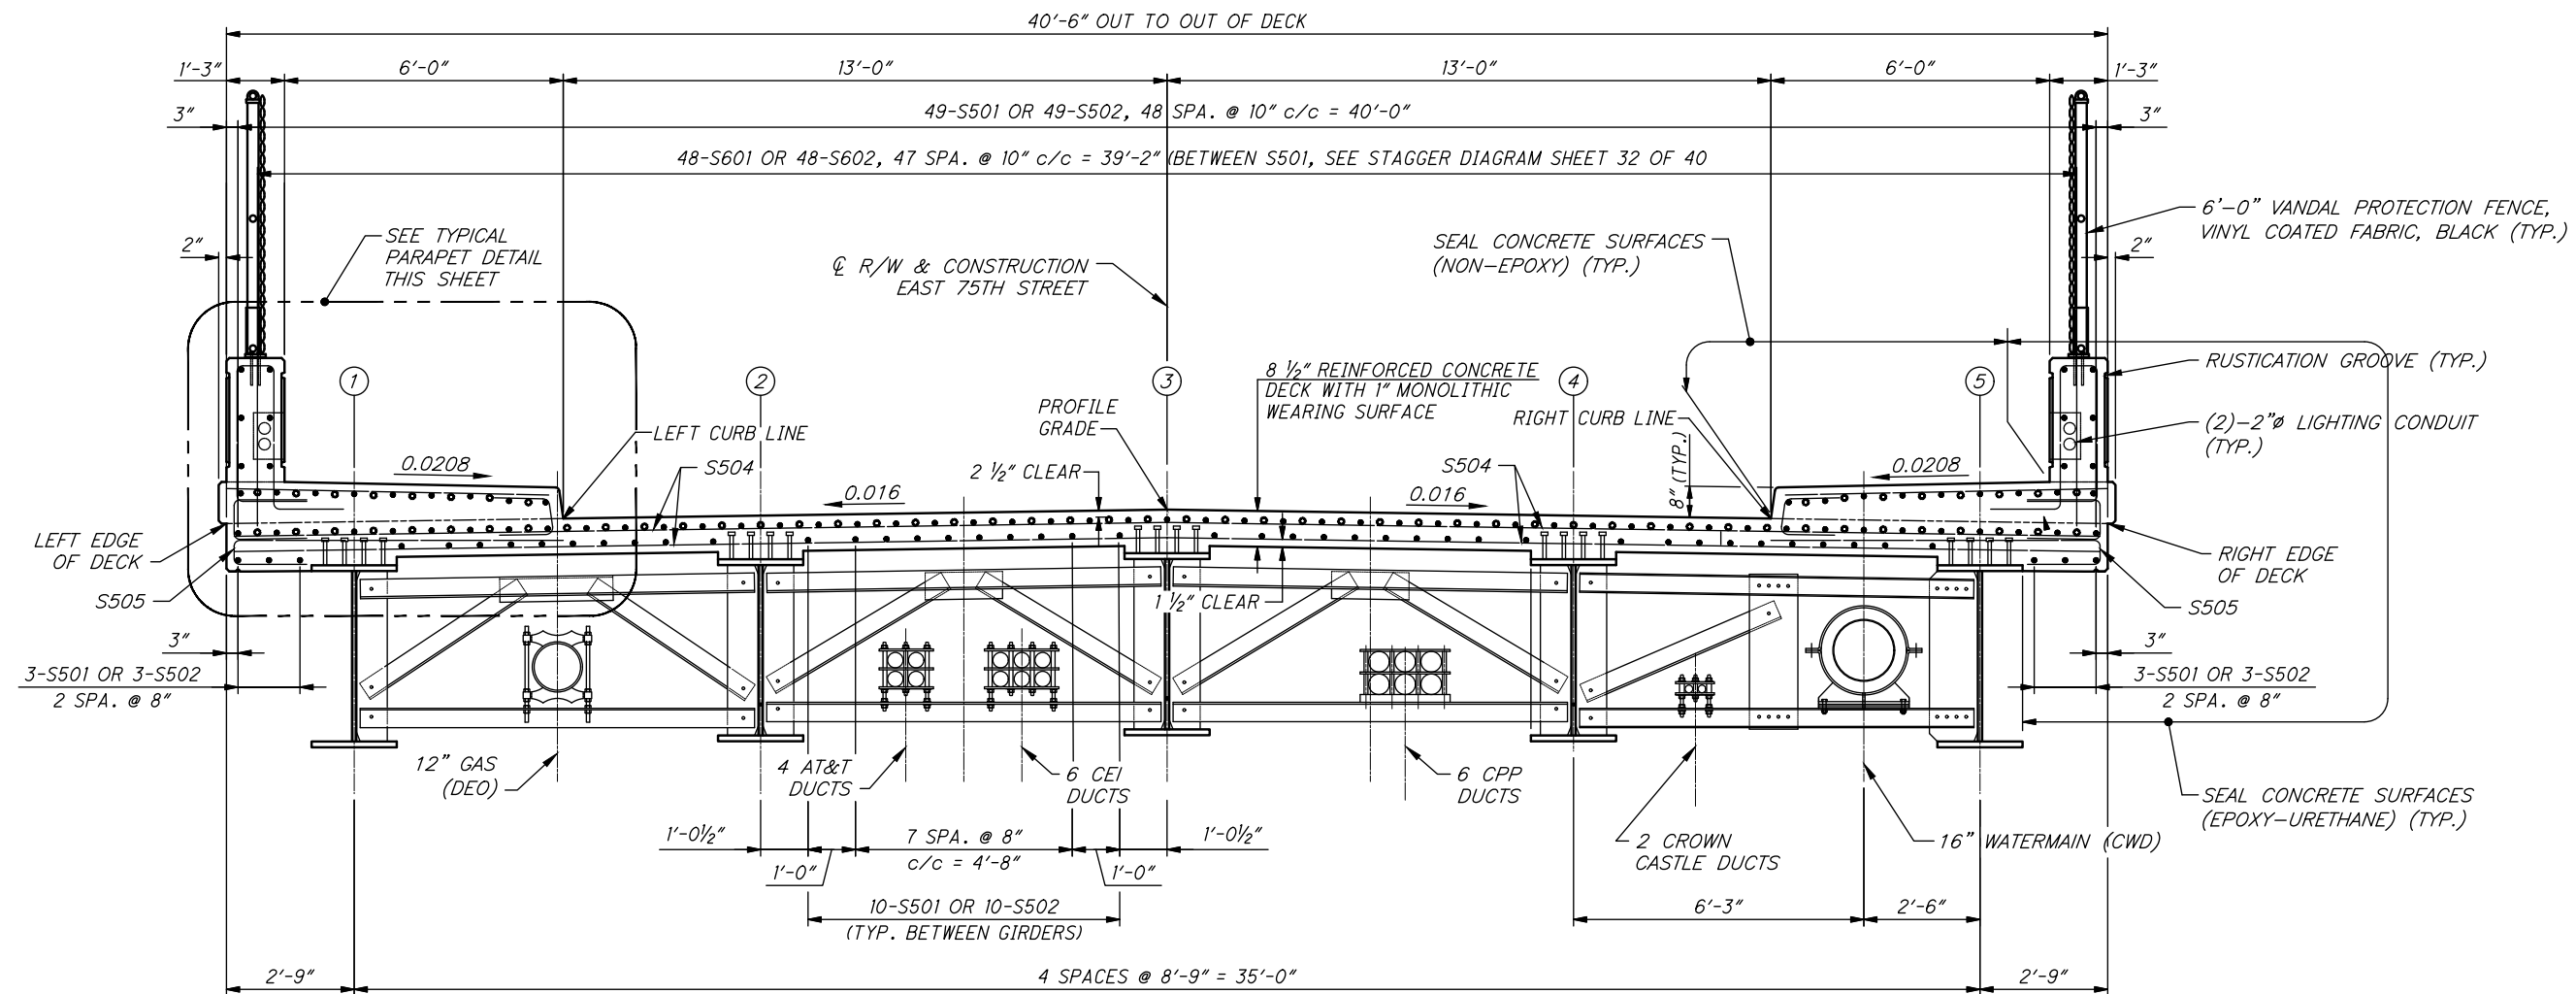 40'-6" OUT TO OUT OF DECK
1'-3"
6'-0"
13'-0"
13'-0"
6'-0"
1'-3"
3"
49-S501 OR 49-S502, 48 SPA. @ 10" c/c = 40'-0"
3"
48-S601 OR 48-S602, 47 SPA. @ 10" c/c = 39'-2" (BETWEEN S501, SEE STAGGER DIAGRAM SHEET 32 OF 40
2"
SEE TYPICAL
PARAPET DETAIL
THIS SHEET
℄ R/W & CONSTRUCTION
EAST 75TH STREET
SEAL CONCRETE SURFACES
(NON-EPOXY) (TYP.)
6'-0" VANDAL PROTECTION FENCE,
VINYL COATED FABRIC, BLACK (TYP.)
2"
1
2
3
4
5
8 ½" REINFORCED CONCRETE
DECK WITH 1" MONOLITHIC
WEARING SURFACE
RUSTICATION GROOVE (TYP.)
PROFILE
GRADE
RIGHT CURB LINE
(2)-2"ø LIGHTING CONDUIT
(TYP.)
LEFT CURB LINE
0.0208
S504
2 ½" CLEAR
S504
8" (TYP.)
0.0208
0.016
0.016
LEFT EDGE
OF DECK
RIGHT EDGE
OF DECK
S505
1 ½" CLEAR
S505
3"
3"
3-S501 OR 3-S502
2 SPA. @ 8"
3-S501 OR 3-S502
2 SPA. @ 8"
12" GAS
(DEO)
4 AT&T
DUCTS
6 CEI
DUCTS
6 CPP
DUCTS
SEAL CONCRETE SURFACES
(EPOXY-URETHANE) (TYP.)
1'-0½"
7 SPA. @ 8"
c/c = 4'-8"
1'-0½"
2 CROWN
CASTLE DUCTS
16" WATERMAIN (CWD)
1'-0"
1'-0"
10-S501 OR 10-S502
(TYP. BETWEEN GIRDERS)
6'-3"
2'-6"
2'-9"
4 SPACES @ 8'-9" = 35'-0"
2'-9"